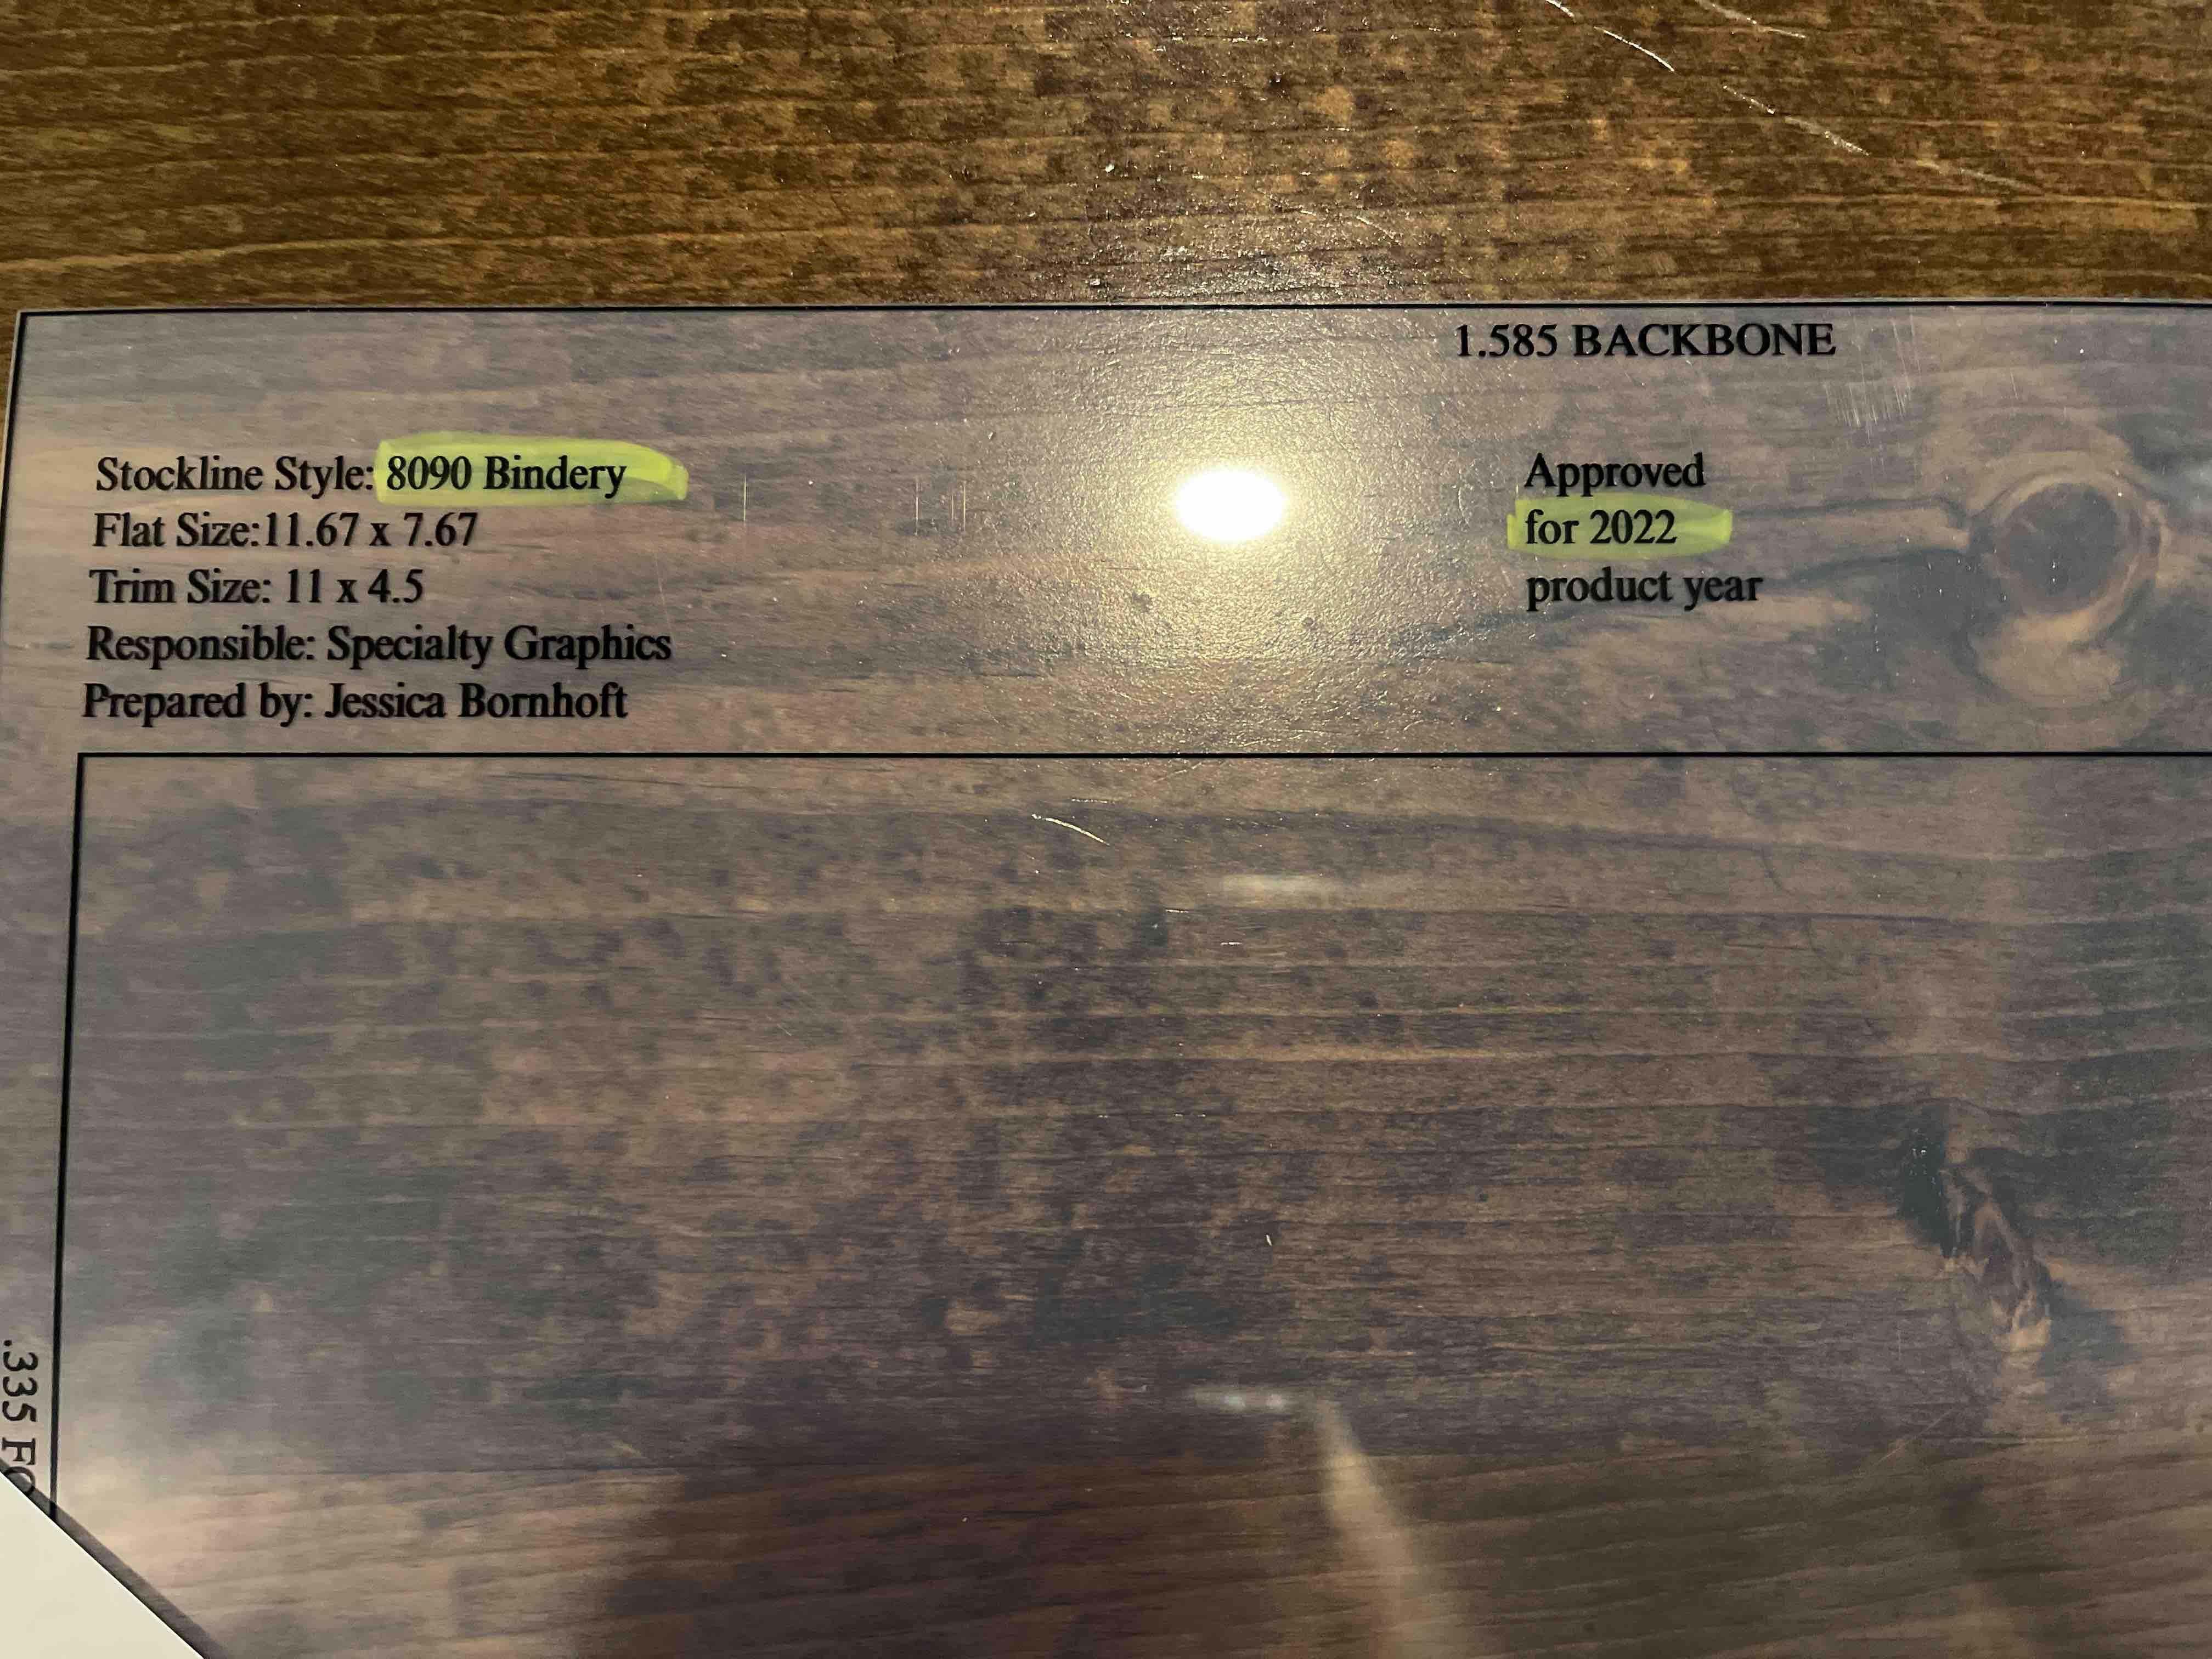 1.585 BACKBONE
Stockline Style: 8090 Bindery
Flat Size:11.67 x 7.67
Trim Size: 11 x 4.5
Responsible: Specialty Graphics
Prepared by: Jessica Bornhoft
Approved
for 2022
product year
.335